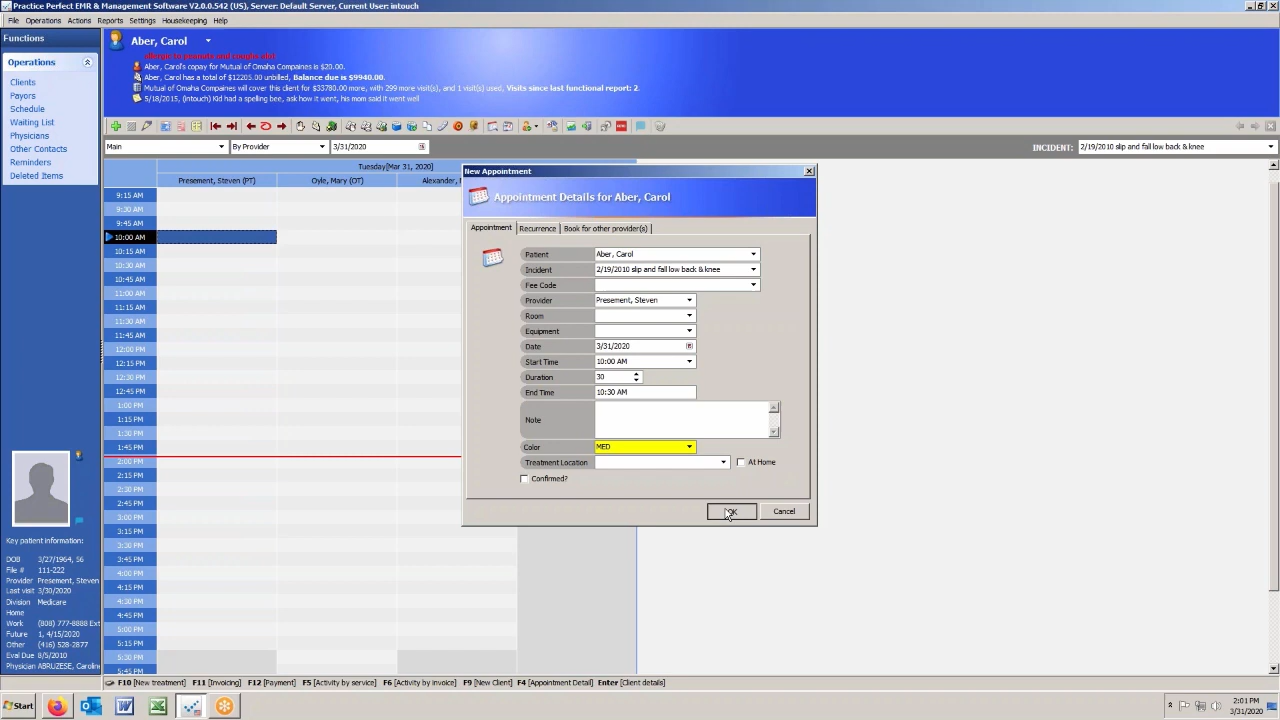 Practice Perfect EMR & Management Software V2.0.0.542 (US), Server: Default Server, Current User: intouch
File Operations Actions Reports Settings Housekeeping Help
Functions
Operations
Clients
Payors
Schedule
Waiting List
Physicians
Other Contacts
Reminders
Deleted Items
Aber, Carol
allergic to peanuts and
Aber, Carol's copay for Mutual of Omaha Compaines is $20.00.
Aber, Carol has a total of $12205.00 unbilled, Balance due is $9940.00.
Mutual of Omaha Compaines will cover this client for $33780.00 more, with 299 more visit(s), and 1 visit(s) used, Visits since last functional report: 2.
5/18/2015, (intouch) Kid had a spelling bee, ask how it went, his mom said it went well
Main By Provider 3/31/2020 INCIDENT: 2/19/2010 slip and fall low back & knee
Tuesday[Mar 31, 2020]
Presement, Steven (PT) Oyle, Mary (OT) Alexander,
9:15 AM
9:30 AM
9:45 AM
10:00 AM
10:15 AM
10:30 AM
10:45 AM
11:00 AM
11:15 AM
11:30 AM
11:45 AM
12:00 PM
12:15 PM
12:30 PM
12:45 PM
1:00 PM
1:15 PM
1:30 PM
1:45 PM
2:00 PM
2:15 PM
2:30 PM
2:45 PM
3:00 PM
3:15 PM
3:30 PM
3:45 PM
4:00 PM
4:15 PM
4:30 PM
4:45 PM
5:00 PM
5:15 PM
5:30 PM
5:45 PM
New Appointment
Appointment Details for Aber, Carol
Appointment Recurrence Book for other provider(s)
Patient Aber, Carol
Incident 2/19/2010 slip and fall low back & knee
Fee Code
Provider Presement, Steven
Room
Equipment
Date 3/31/2020
Start Time 10:00 AM
Duration 30
End Time 10:30 AM
Note
Color MED
Treatment Location At Home
Confirmed?
OK Cancel
Key patient information:
DOB 3/27/1964, 56
File # 111-222
Provider Presement, Steven
Last visit 3/30/2020
Division Medicare
Home
Work (808) 777-8888 Ext
Future 1, 4/15/2020
Other (416) 528-2877
Eval Due 8/5/2010
Physician ABRUZESE, Caroline
F10 [New treatment] F11 [Invoicing] F12 [Payment] F5 [Activity by service] F6 [Activity by Invoice] F9 [New Client] F4 [Appointment Detail] Enter [Client details]
Start
2:01 PM
3/31/2020